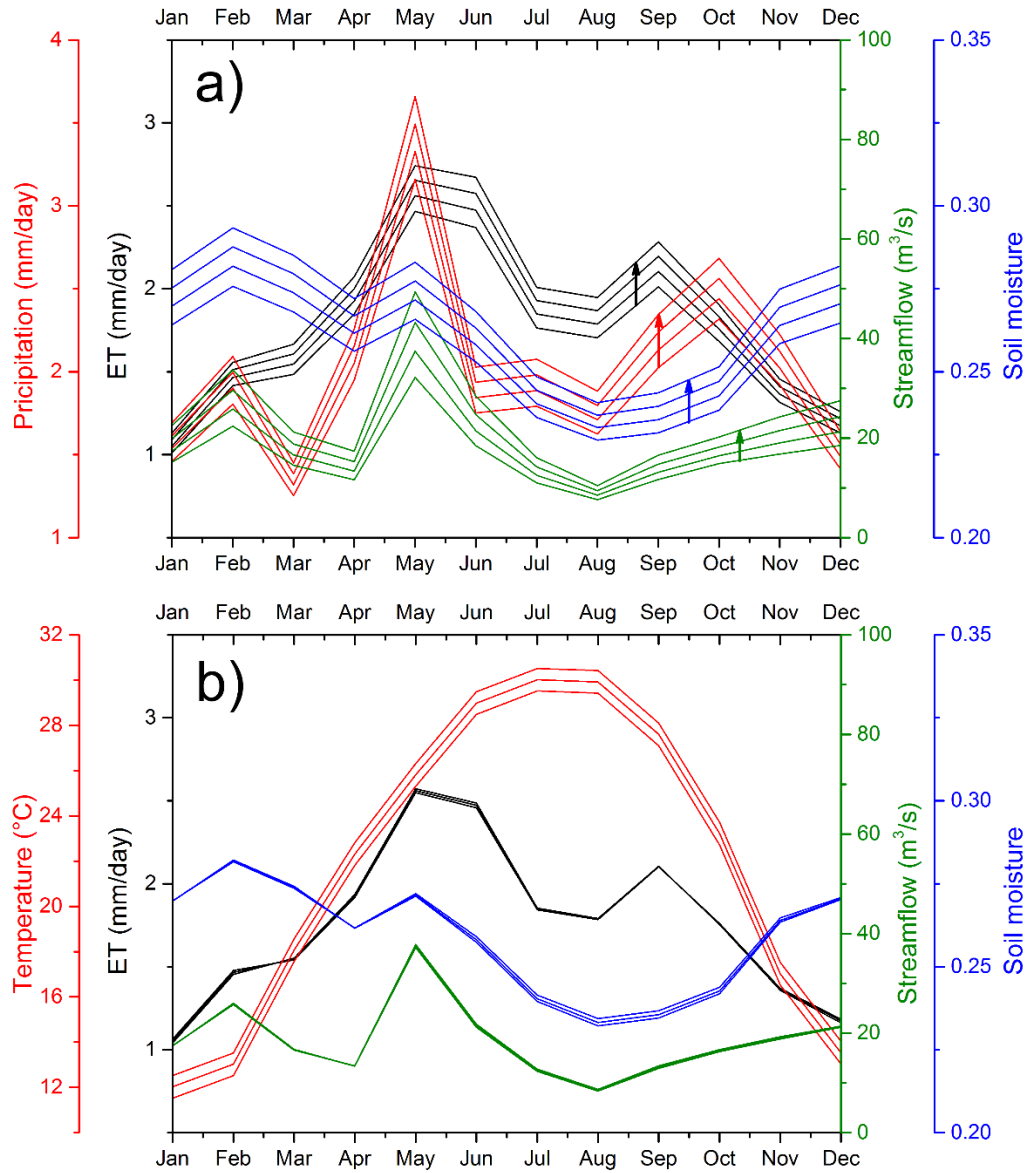 Jan Feb Mar Apr May Jun Jul Aug Sep Oct Nov Dec
a)
4
3
2
1
Pricipitation (mm/day)
3
2
1
ET (mm/day)
100
80
60
40
20
0
Streamflow (m³/s)
0.35
0.30
0.25
0.20
Soil moisture
Jan Feb Mar Apr May Jun Jul Aug Sep Oct Nov Dec
Jan Feb Mar Apr May Jun Jul Aug Sep Oct Nov Dec
b)
32
28
24
20
16
12
Temperature (°C)
3
2
1
ET (mm/day)
100
80
60
40
20
0
Streamflow (m³/s)
0.35
0.30
0.25
0.20
Soil moisture
Jan Feb Mar Apr May Jun Jul Aug Sep Oct Nov Dec